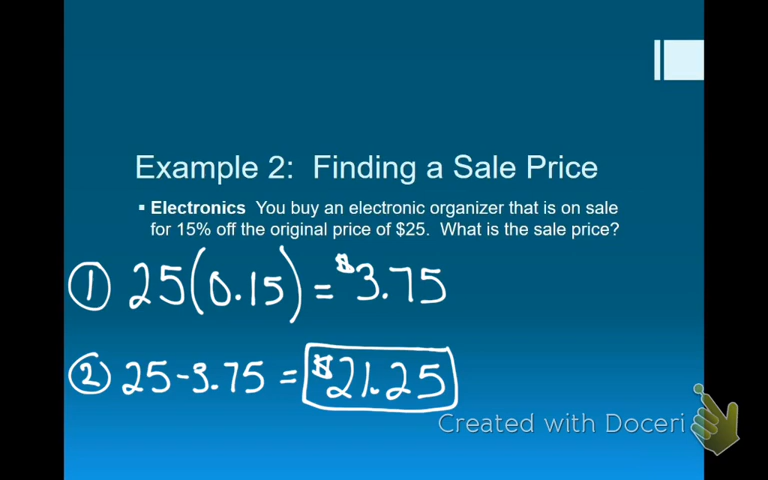 Example 2: Finding a Sale Price
▪ Electronics You buy an electronic organizer that is on sale
for 15% off the original price of $25. What is the sale price?
① 25(0.15) = $3.75
② 25-3.75 = $21.25
Created with Doceri